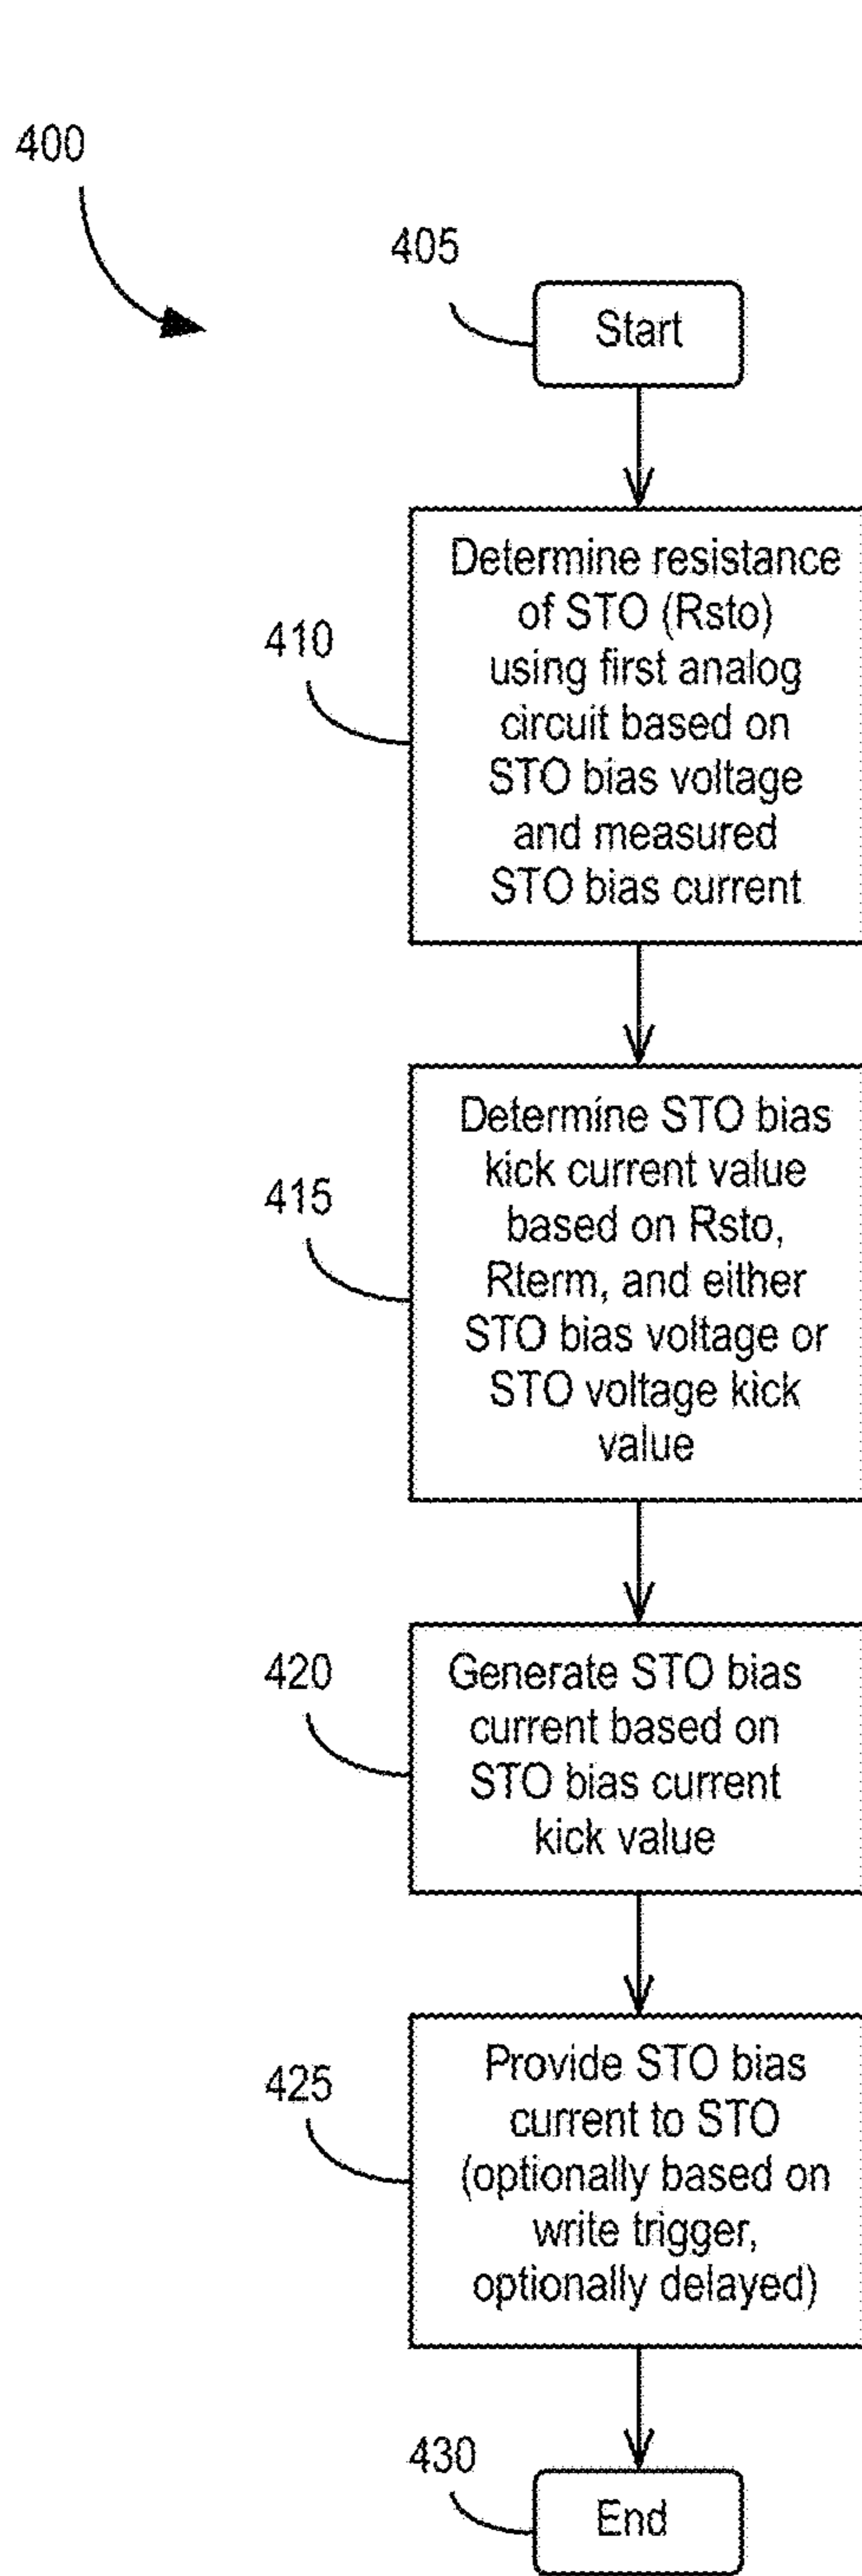 400
405
Start
410
Determine resistance
of STO (Rsto)
using first analog
circuit based on
STO bias voltage
and measured
STO bias current
415
Determine STO bias
kick current value
based on Rsto,
Rterm, and either
STO bias voltage or
STO voltage kick
value
420
Generate STO bias
current based on
STO bias current
kick value
425
Provide STO bias
current to STO
(optionally based on
write trigger,
optionally delayed)
430
End